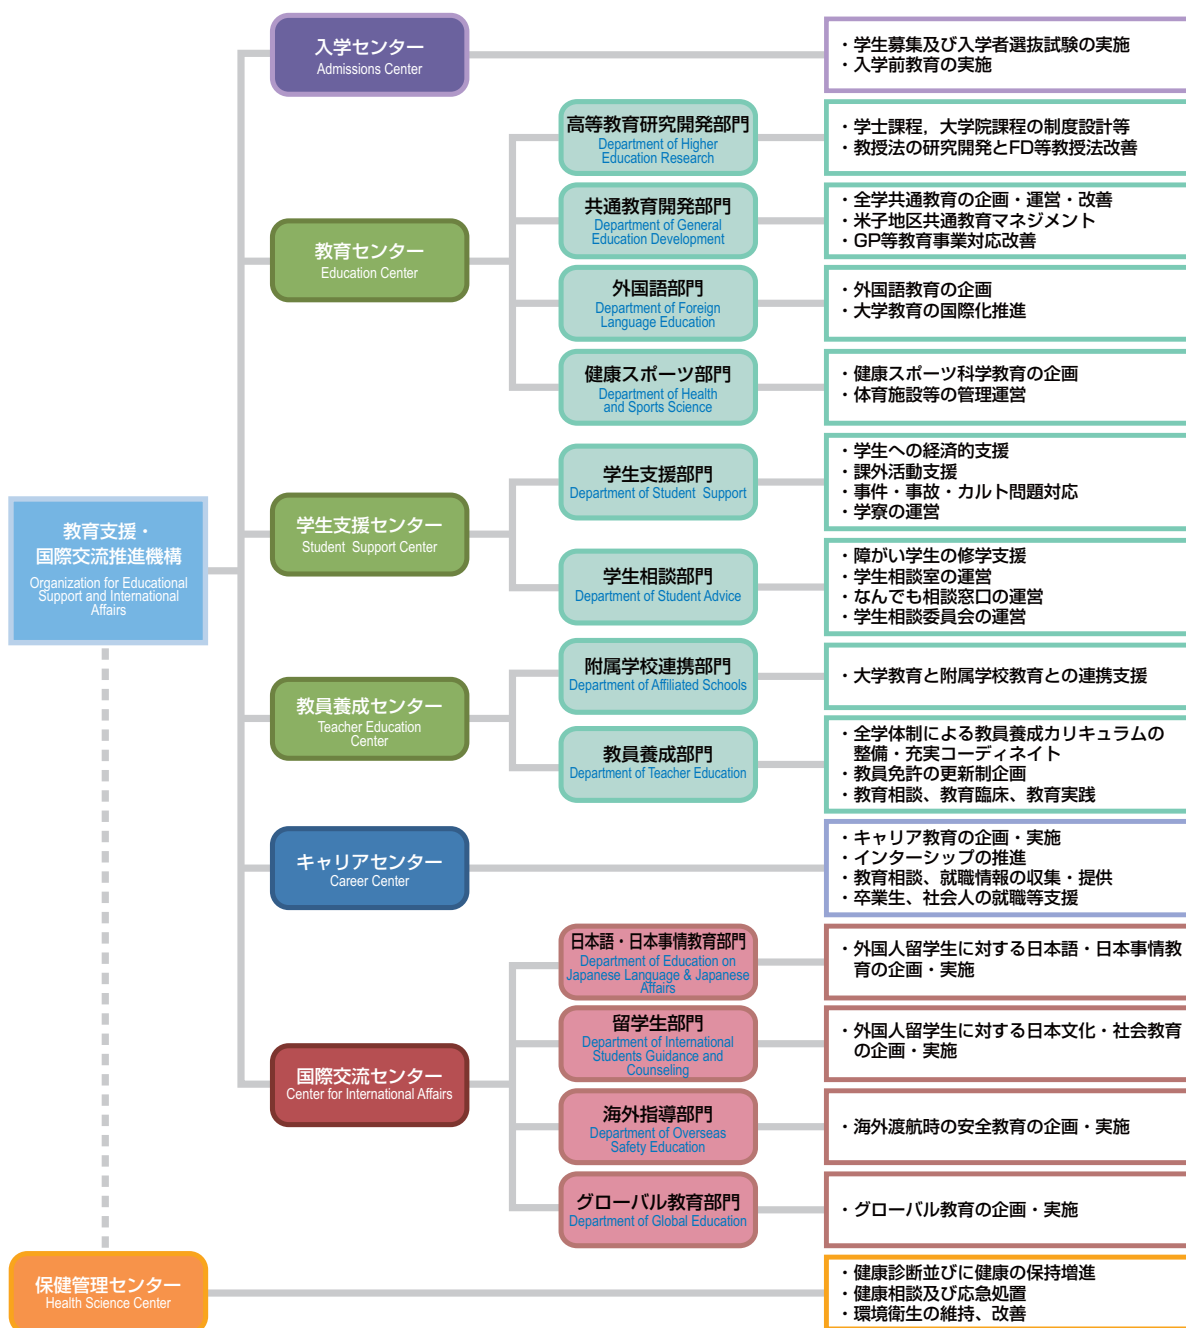 入学センター
Admissions Center
・学生募集及び入学者選抜試験の実施
・入学前教育の実施
教育センター
Education Center
高等教育研究開発部門
Department of Higher
Education Research
・学士課程，大学院課程の制度設計等
・教授法の研究開発とFD等教授法改善
共通教育開発部門
Department of General
Education Development
・全学共通教育の企画・運営・改善
・米子地区共通教育マネジメント
・GP等教育事業対応改善
外国語部門
Department of Foreign
Language Education
・外国語教育の企画
・大学教育の国際化推進
健康スポーツ部門
Department of Health
and Sports Science
・健康スポーツ科学教育の企画
・体育施設等の管理運営
教育支援・
国際交流推進機構
Organization for Educational
Support and International
Affairs
学生支援センター
Student Support Center
学生支援部門
Department of Student Support
・学生への経済的支援
・課外活動支援
・事件・事故・カルト問題対応
・学寮の運営
学生相談部門
Department of Student Advice
・障がい学生の修学支援
・学生相談室の運営
・なんでも相談窓口の運営
・学生相談委員会の運営
教員養成センター
Teacher Education
Center
附属学校連携部門
Department of Affiliated Schools
・大学教育と附属学校教育との連携支援
教員養成部門
Department of Teacher Education
・全学体制による教員養成カリキュラムの
整備・充実コーディネイト
・教員免許の更新制企画
・教育相談、教育臨床、教育実践
キャリアセンター
Career Center
・キャリア教育の企画・実施
・インターシップの推進
・教育相談、就職情報の収集・提供
・卒業生、社会人の就職等支援
国際交流センター
Center for International Affairs
日本語・日本事情教育部門
Department of Education on
Japanese Language & Japanese
Affairs
・外国人留学生に対する日本語・日本事情教
育の企画・実施
留学生部門
Department of International
Students Guidance and
Counseling
・外国人留学生に対する日本文化・社会教育
の企画・実施
海外指導部門
Department of Overseas
Safety Education
・海外渡航時の安全教育の企画・実施
グローバル教育部門
Department of Global Education
・グローバル教育の企画・実施
保健管理センター
Health Science Center
・健康診断並びに健康の保持増進
・健康相談及び応急処置
・環境衛生の維持、改善